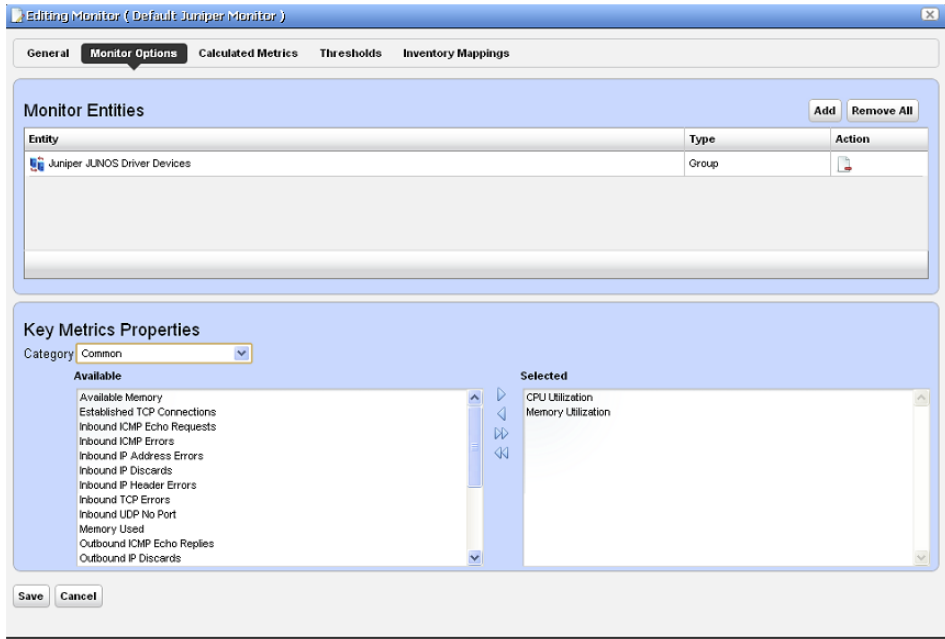 Editing Monitor ( Default Juniper Monitor )
General Monitor Options Calculated Metrics Thresholds Inventory Mappings
Monitor Entities
Add Remove All
Entity Type Action
Juniper JUNOS Driver Devices Group
Key Metrics Properties
Category Common
Available
Available Memory
Established TCP Connections
Inbound ICMP Echo Requests
Inbound ICMP Errors
Inbound IP Address Errors
Inbound IP Discards
Inbound IP Header Errors
Inbound TCP Errors
Inbound UDP No Port
Memory Used
Outbound ICMP Echo Replies
Outbound IP Discards
Selected
CPU Utilization
Memory Utilization
Save Cancel